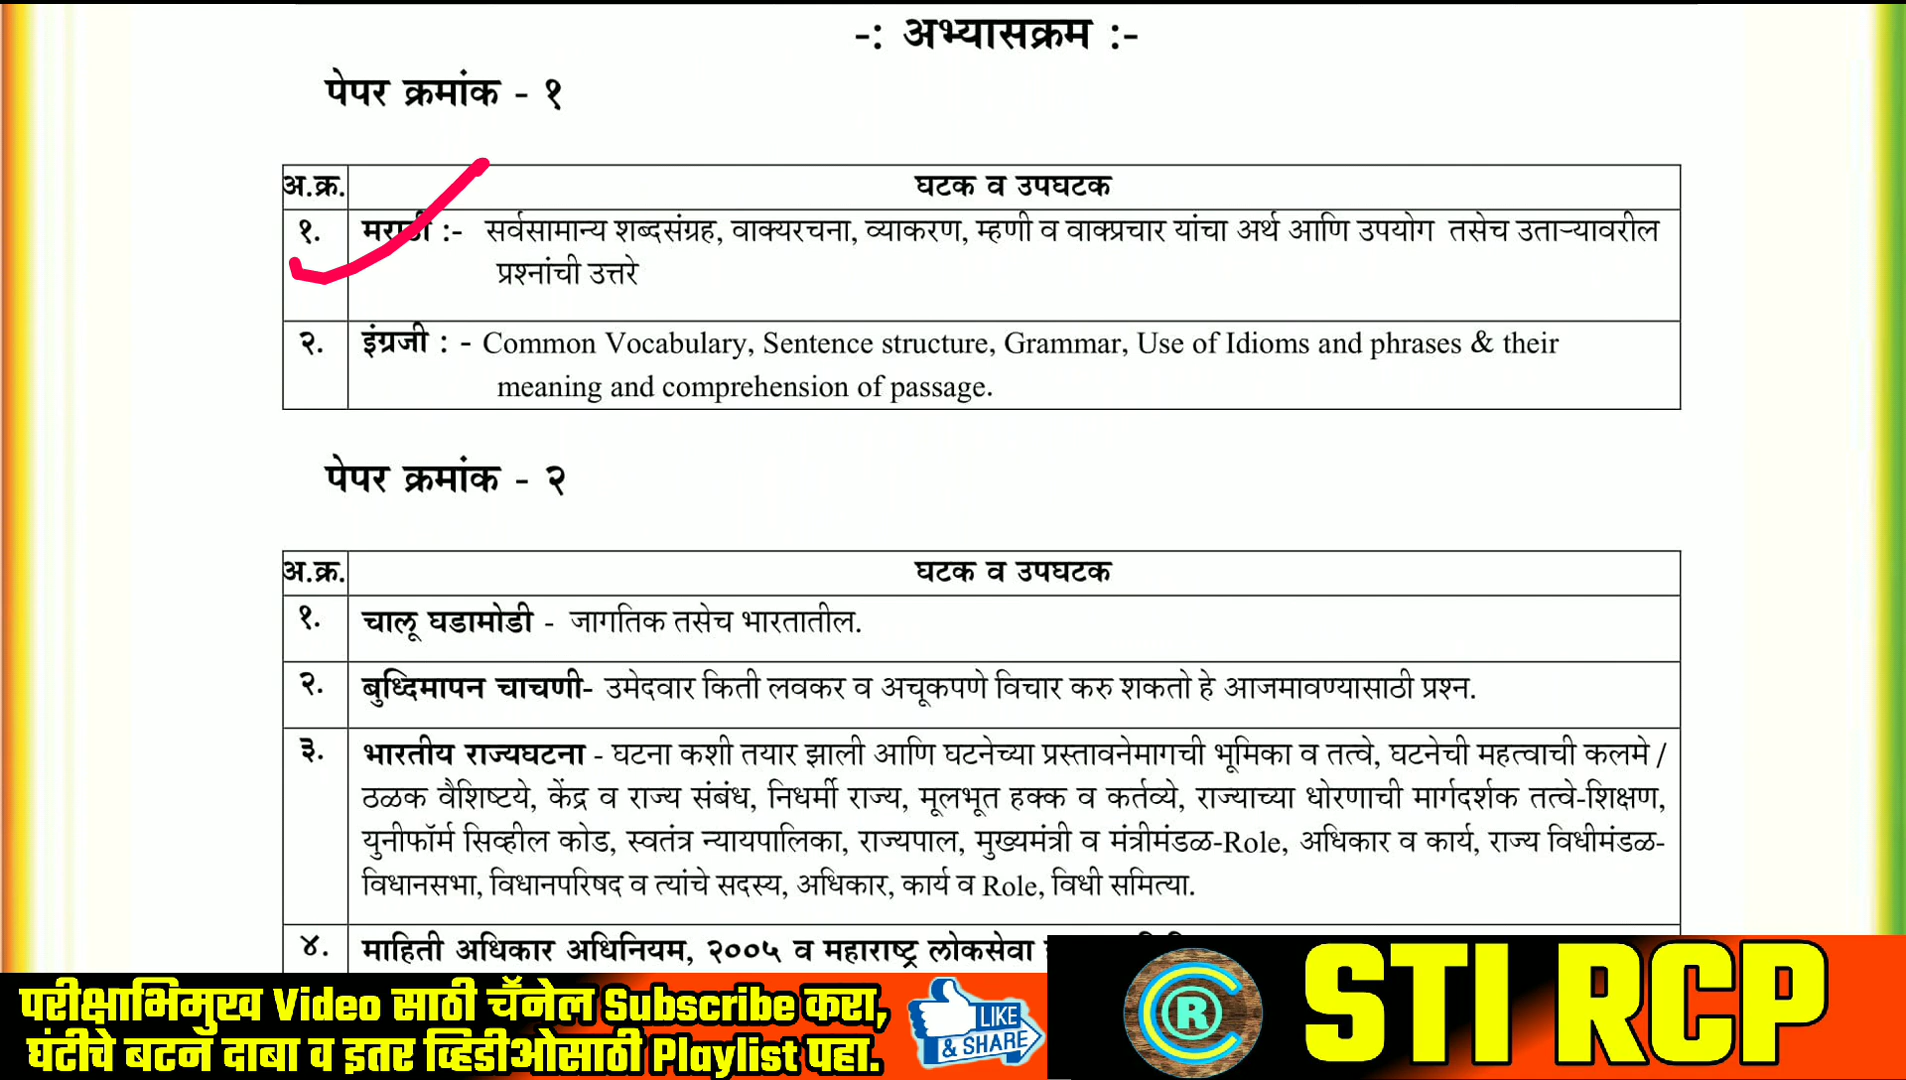 -: अभ्यासक्रम :-
पेपर क्रमांक - १
अ.क्र. घटक व उपघटक
१. मराठी :- सर्वसामान्य शब्दसंग्रह, वाक्यरचना, व्याकरण, म्हणी व वाक्प्रचार यांचा अर्थ आणि उपयोग तसेच उताऱ्यावरील
प्रश्नांची उत्तरे
२. इंग्रजी : - Common Vocabulary, Sentence structure, Grammar, Use of Idioms and phrases & their
meaning and comprehension of passage.
पेपर क्रमांक - २
अ.क्र. घटक व उपघटक
१. चालू घडामोडी - जागतिक तसेच भारतातील.
२. बुध्दिमापन चाचणी- उमेदवार किती लवकर व अचूकपणे विचार करु शकतो हे आजमावण्यासाठी प्रश्न.
३. भारतीय राज्यघटना - घटना कशी तयार झाली आणि घटनेच्या प्रस्तावनेमागची भूमिका व तत्वे, घटनेची महत्वाची कलमे /
ठळक वैशिष्टये, केंद्र व राज्य संबंध, निधर्मी राज्य, मूलभूत हक्क व कर्तव्ये, राज्याच्या धोरणाची मार्गदर्शक तत्वे-शिक्षण,
युनीफॉर्म सिव्हील कोड, स्वतंत्र न्यायपालिका, राज्यपाल, मुख्यमंत्री व मंत्रीमंडळ-Role, अधिकार व कार्य, राज्य विधीमंडळ-
विधानसभा, विधानपरिषद व त्यांचे सदस्य, अधिकार, कार्य व Role, विधी समित्या.
४. माहिती अधिकार अधिनियम, २००५ व महाराष्ट्र लोकसेवा
परीक्षाभिमुख Video साठी चॅनेल Subscribe करा,
घंटीचे बटन दाबा व इतर व्हिडीओसाठी Playlist पहा.
LIKE
& SHARE
C R
STI RCP